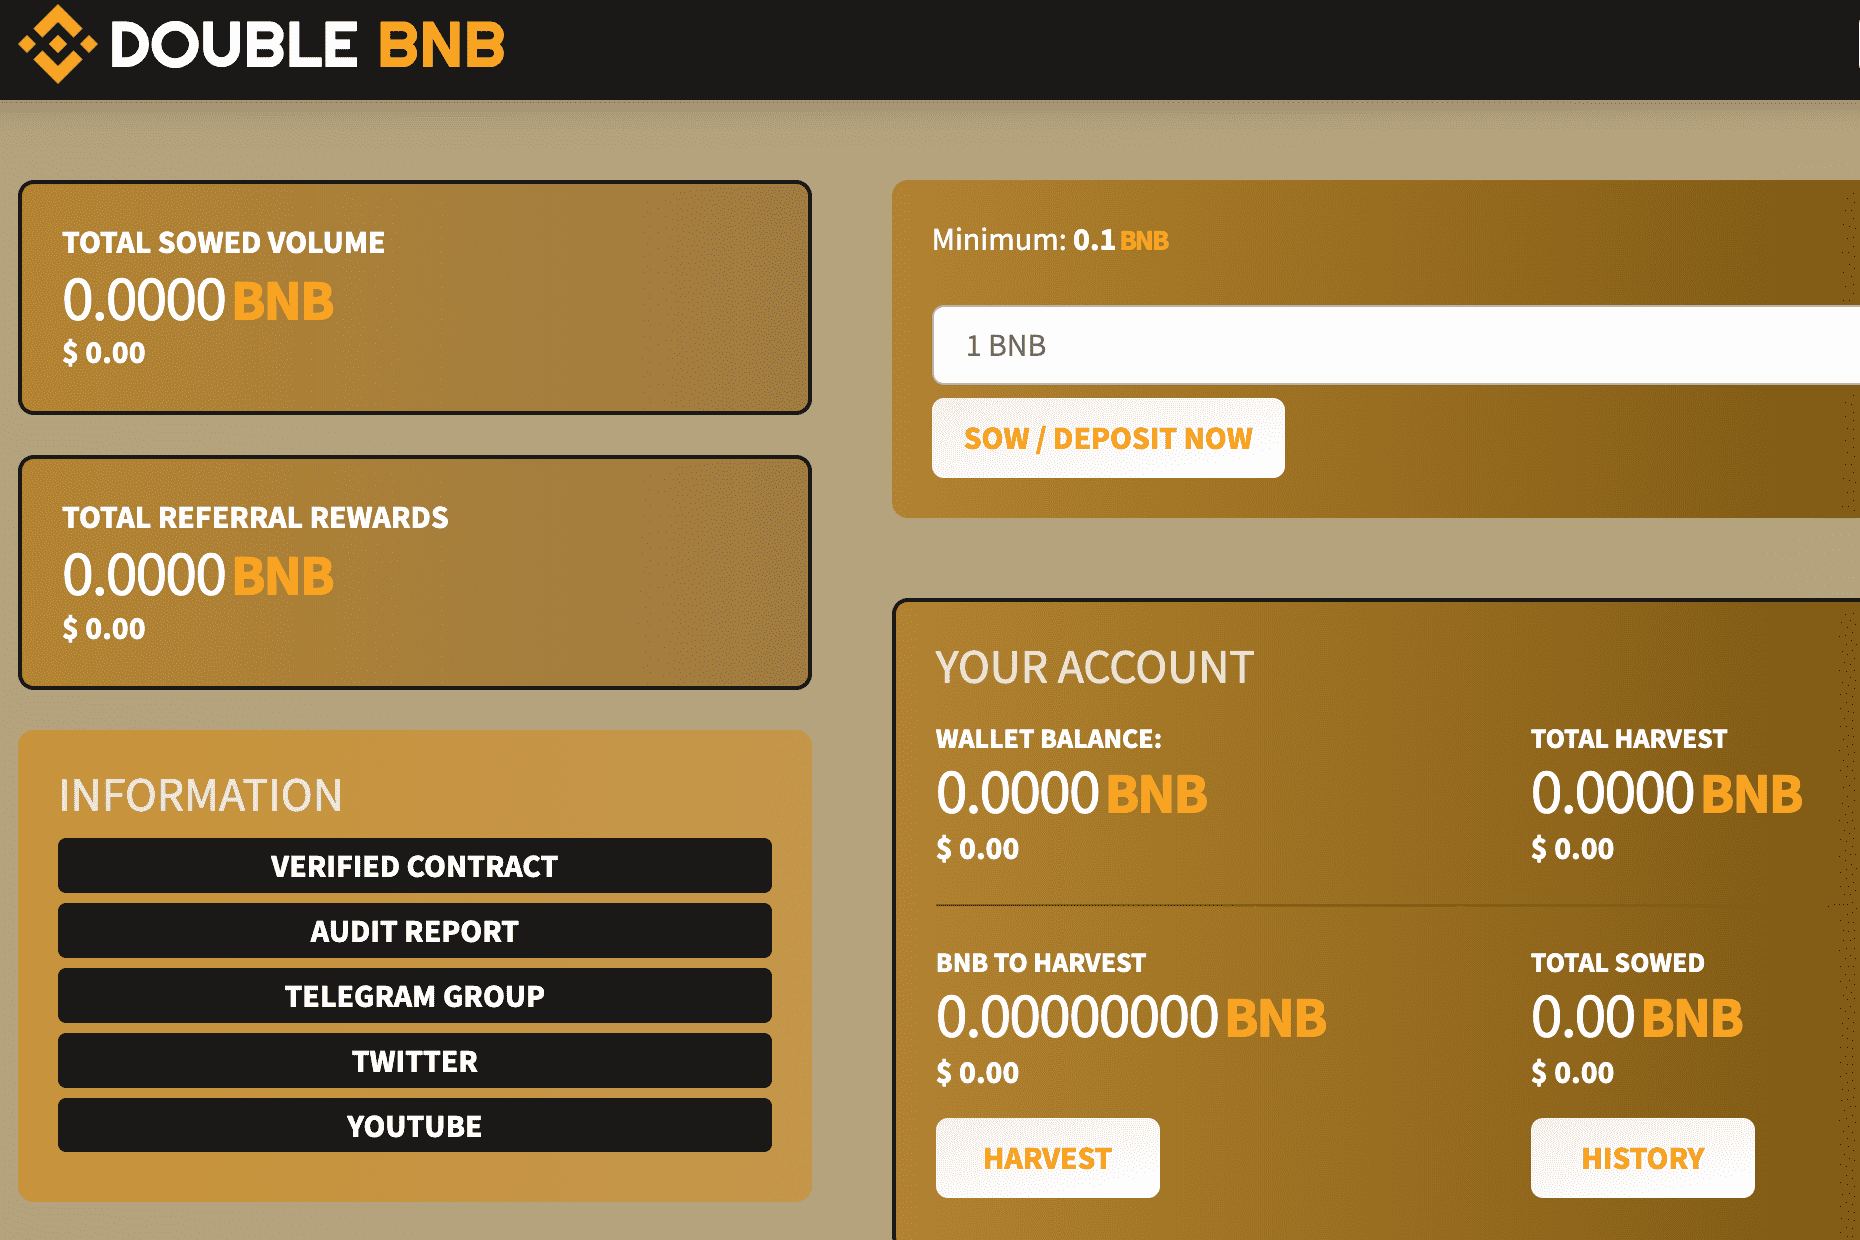 DOUBLE BNB
TOTAL SOWED VOLUME
0.0000 BNB
$ 0.00
TOTAL REFERRAL REWARDS
0.0000 BNB
$ 0.00
INFORMATION
VERIFIED CONTRACT
AUDIT REPORT
TELEGRAM GROUP
TWITTER
YOUTUBE
Minimum: 0.1 BNB
1 BNB
SOW / DEPOSIT NOW
YOUR ACCOUNT
WALLET BALANCE:
0.0000 BNB
$ 0.00
TOTAL HARVEST
0.0000 BNB
$ 0.00
BNB TO HARVEST
0.00000000 BNB
$ 0.00
HARVEST
TOTAL SOWED
0.00 BNB
$ 0.00
HISTORY